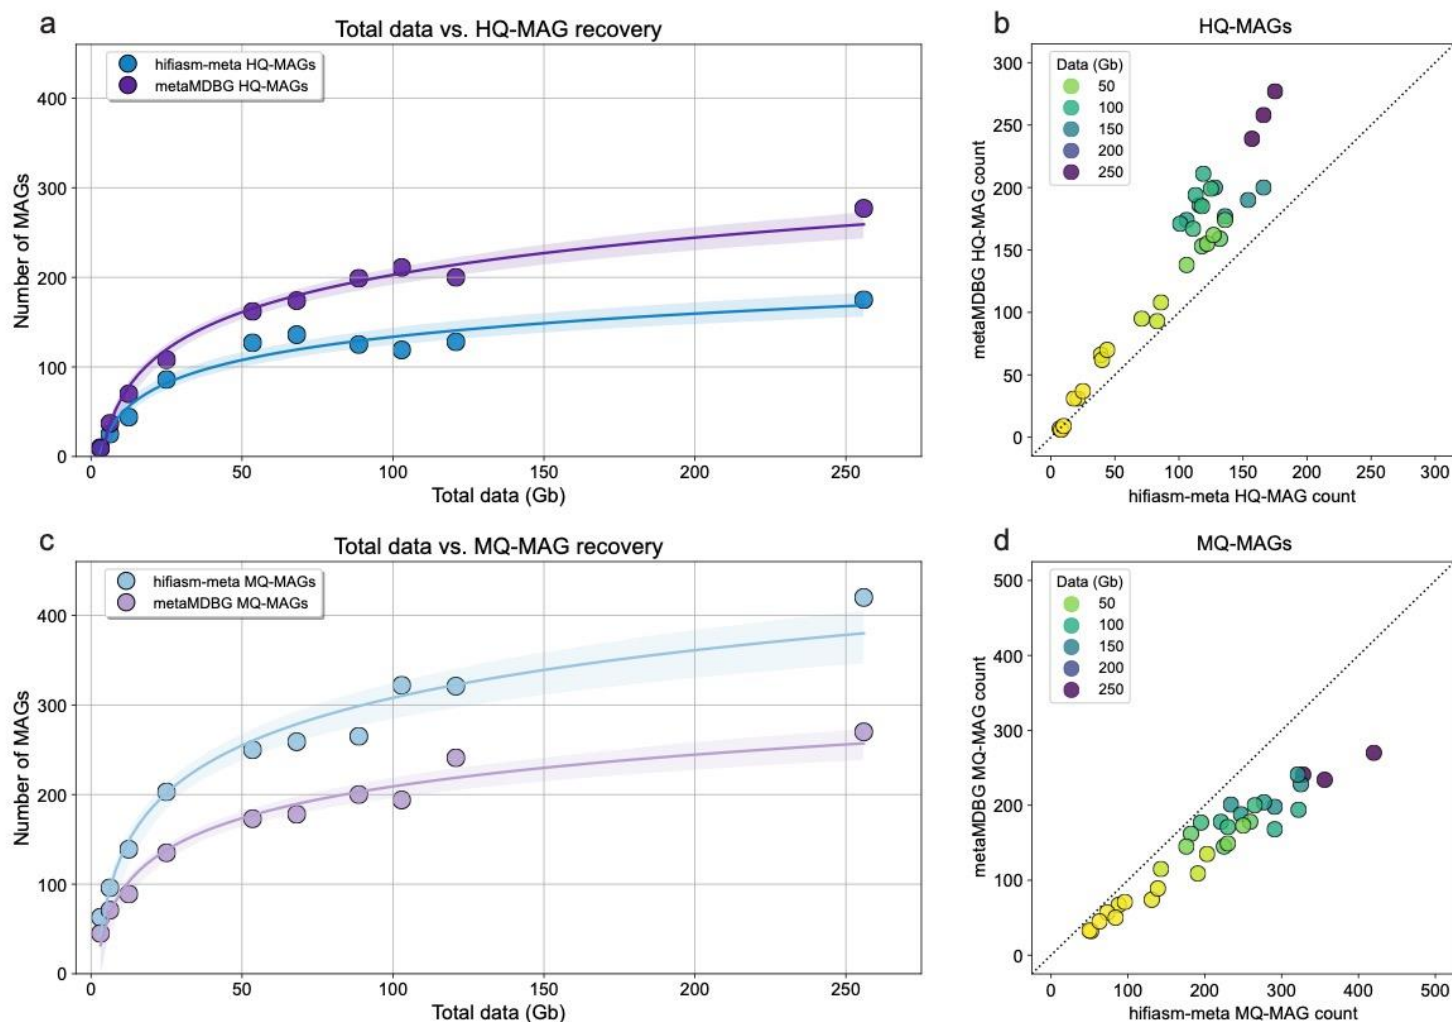 a
Total data vs. HQ-MAG recovery
hifiasm-meta HQ-MAGs
metaMDBG HQ-MAGs
Number of MAGs
400
300
200
100
0
0 50 100 150 200 250
Total data (Gb)
b
HQ-MAGs
Data (Gb)
50
100
150
200
250
metaMDBG HQ-MAG count
300
250
200
150
100
50
0
0 50 100 150 200 250 300
hifiasm-meta HQ-MAG count
c
Total data vs. MQ-MAG recovery
hifiasm-meta MQ-MAGs
metaMDBG MQ-MAGs
Number of MAGs
400
300
200
100
0
0 50 100 150 200 250
Total data (Gb)
d
MQ-MAGs
Data (Gb)
50
100
150
200
250
metaMDBG MQ-MAG count
500
400
300
200
100
0
0 100 200 300 400 500
hifiasm-meta MQ-MAG count